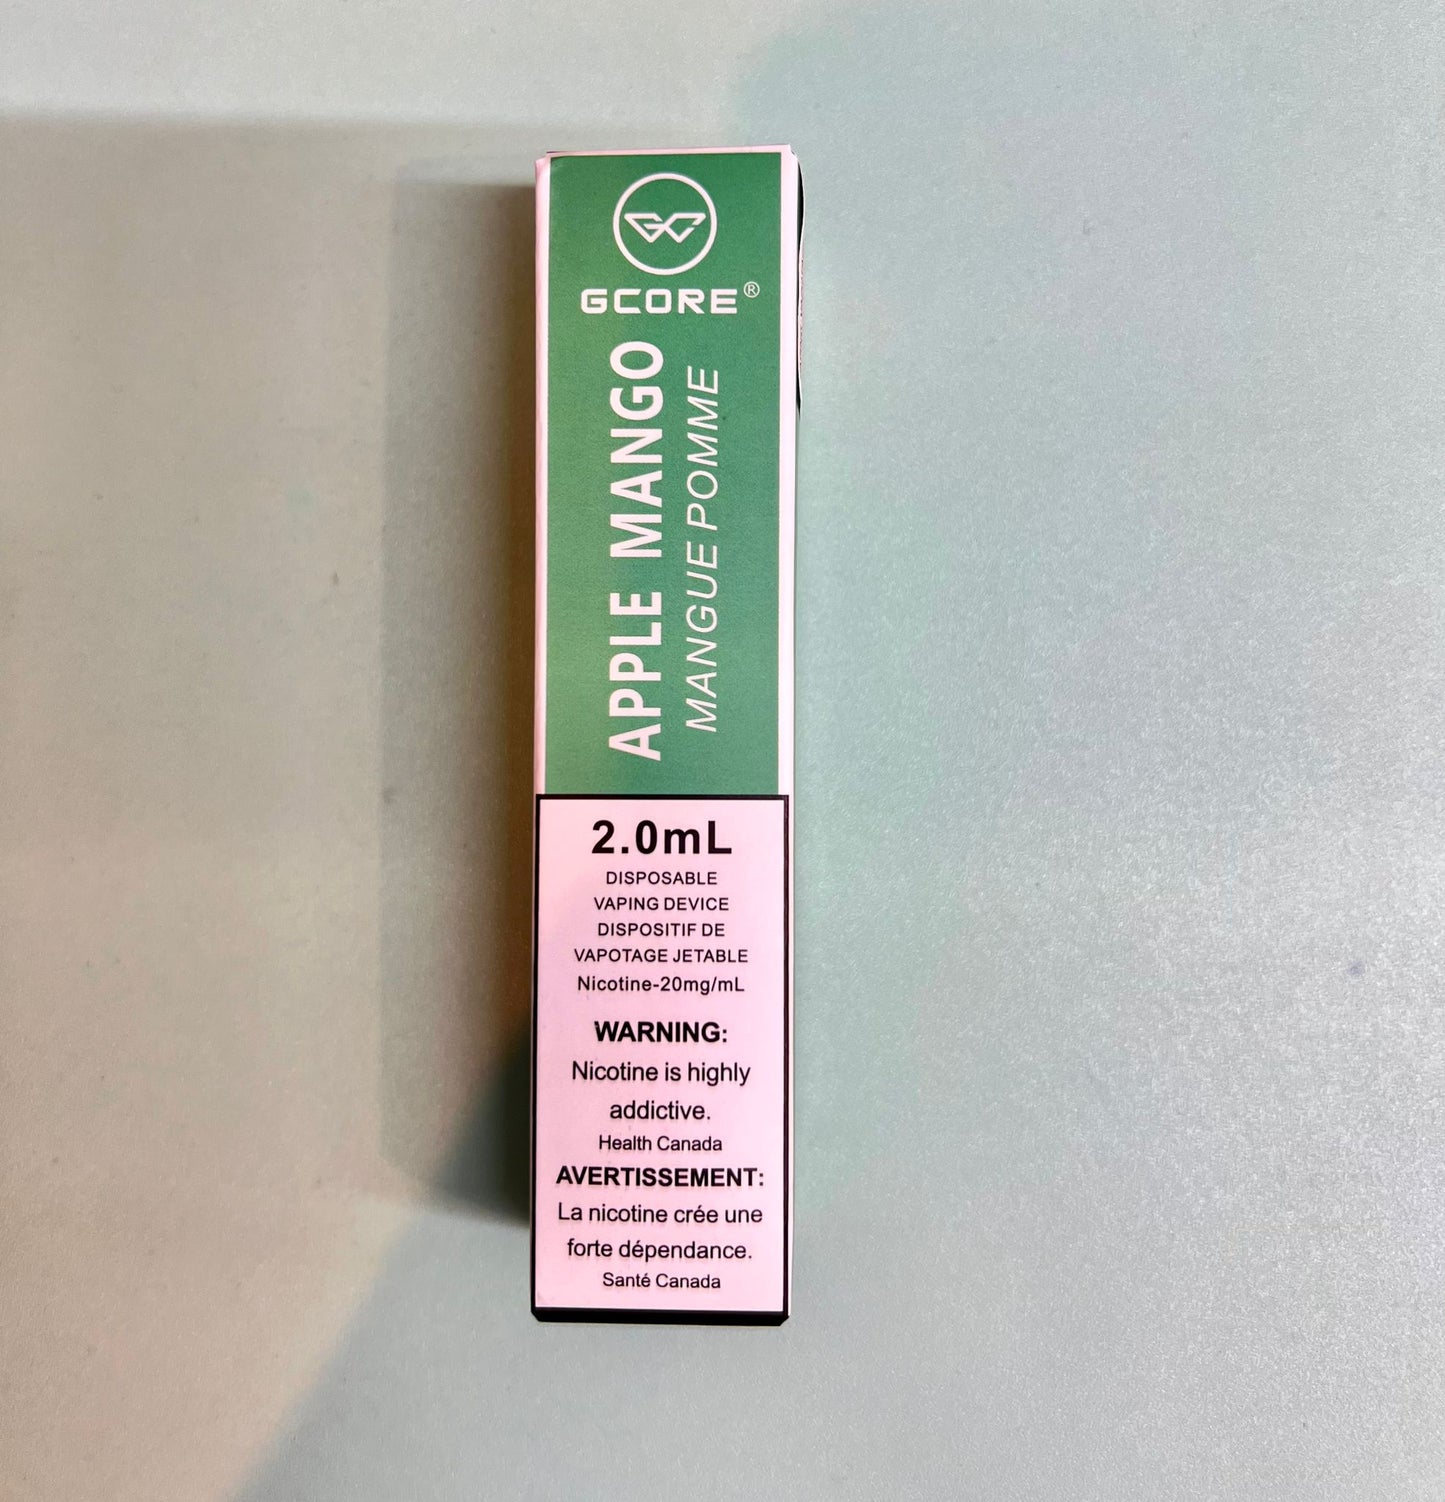 GC
GCORE®
APPLE MANGO
MANGUE POMME
2.0mL
DISPOSABLE
VAPING DEVICE
DISPOSITIF DE
VAPOTAGE JETABLE
Nicotine-20mg/mL
WARNING:
Nicotine is highly
addictive.
Health Canada
AVERTISSEMENT:
La nicotine crée une
forte dépendance.
Santé Canada